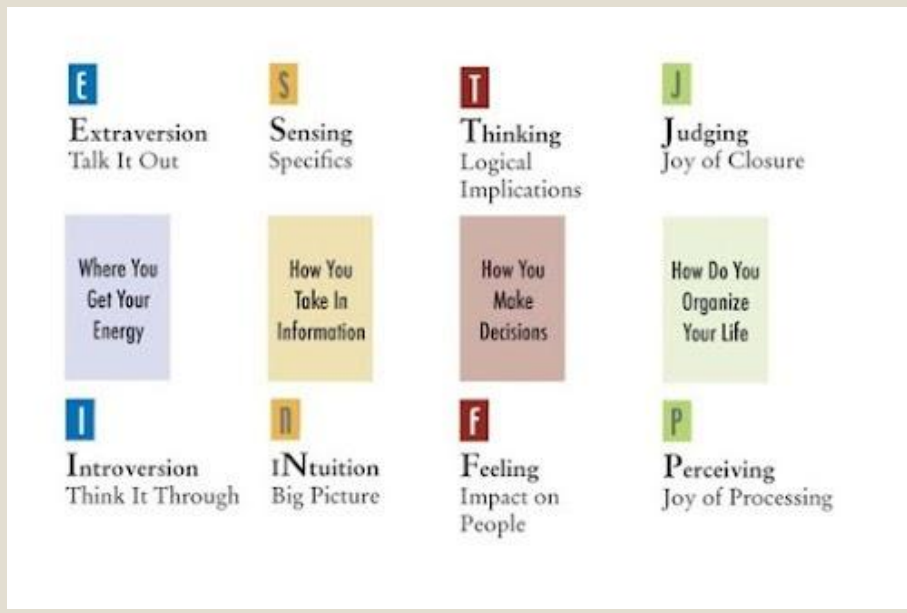 E
Extraversion
Talk It Out
S
Sensing
Specifics
T
Thinking
Logical
Implications
J
Judging
Joy of Closure
Where You
Get Your
Energy
How You
Take In
Information
How You
Make
Decisions
How Do You
Organize
Your Life
I
Introversion
Think It Through
n
iNtuition
Big Picture
F
Feeling
Impact on
People
P
Perceiving
Joy of Processing